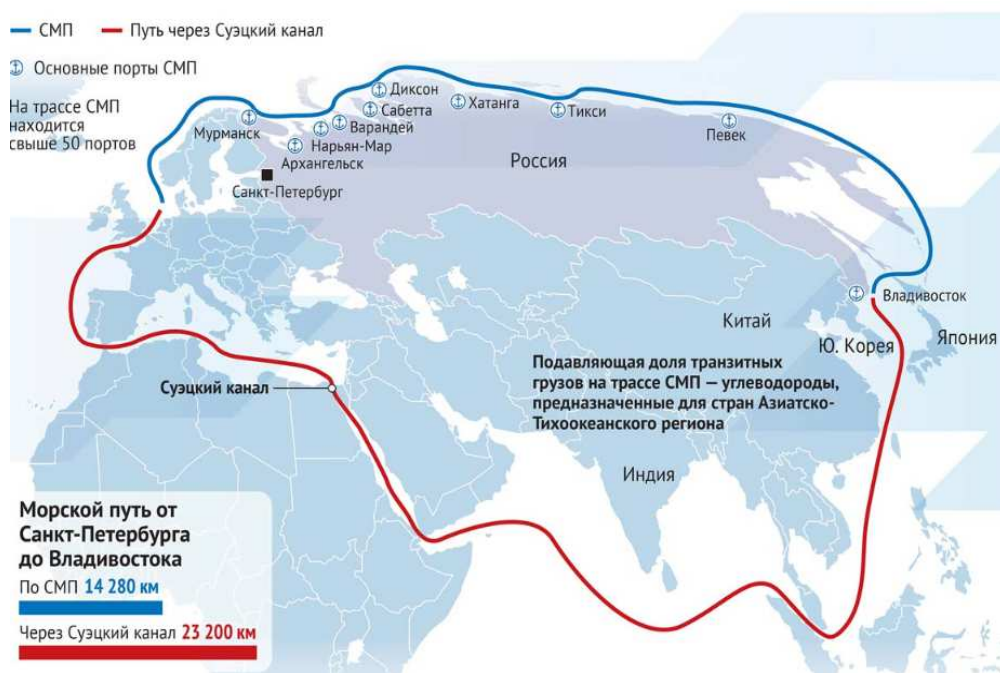 СМП
Путь через Суэцкий канал
Основные порты СМП
На трассе СМП
находится
свыше 50 портов
Диксон
Сабетта
Хатанга
Тикси
Певек
Мурманск
Варандей
Нарьян-Мар
Архангельск
Россия
Санкт-Петербург
Владивосток
Китай
Ю. Корея
Япония
Суэцкий канал
Подавляющая доля транзитных
грузов на трассе СМП — углеводороды,
предназначенные для стран Азиатско-
Тихоокеанского региона
Индия
Морской путь от
Санкт-Петербурга
до Владивостока
По СМП 14 280 км
Через Суэцкий канал 23 200 км